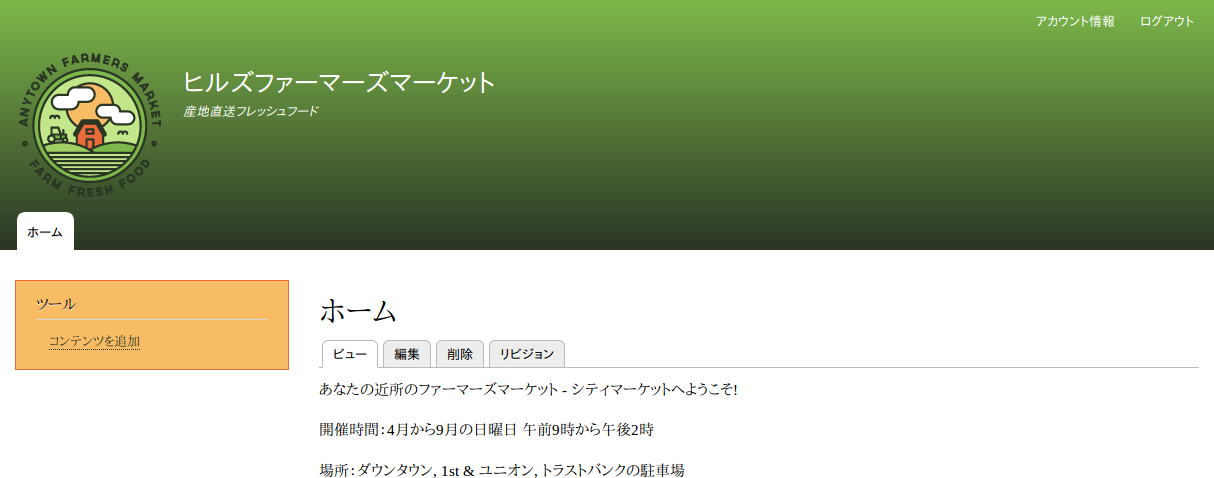 アカウント情報 ログアウト
ANYTOWN FARMERS MARKET
FARM FRESH FOOD
ヒルズファーマーズマーケット
産地直送フレッシュフード
ホーム
ツール
コンテンツを追加
ホーム
ビュー 編集 削除 リビジョン
あなたの近所のファーマーズマーケット - シティマーケットへようこそ!
開催時間：4月から9月の日曜日 午前9時から午後2時
場所：ダウンタウン, 1st & ユニオン, トラストバンクの駐車場